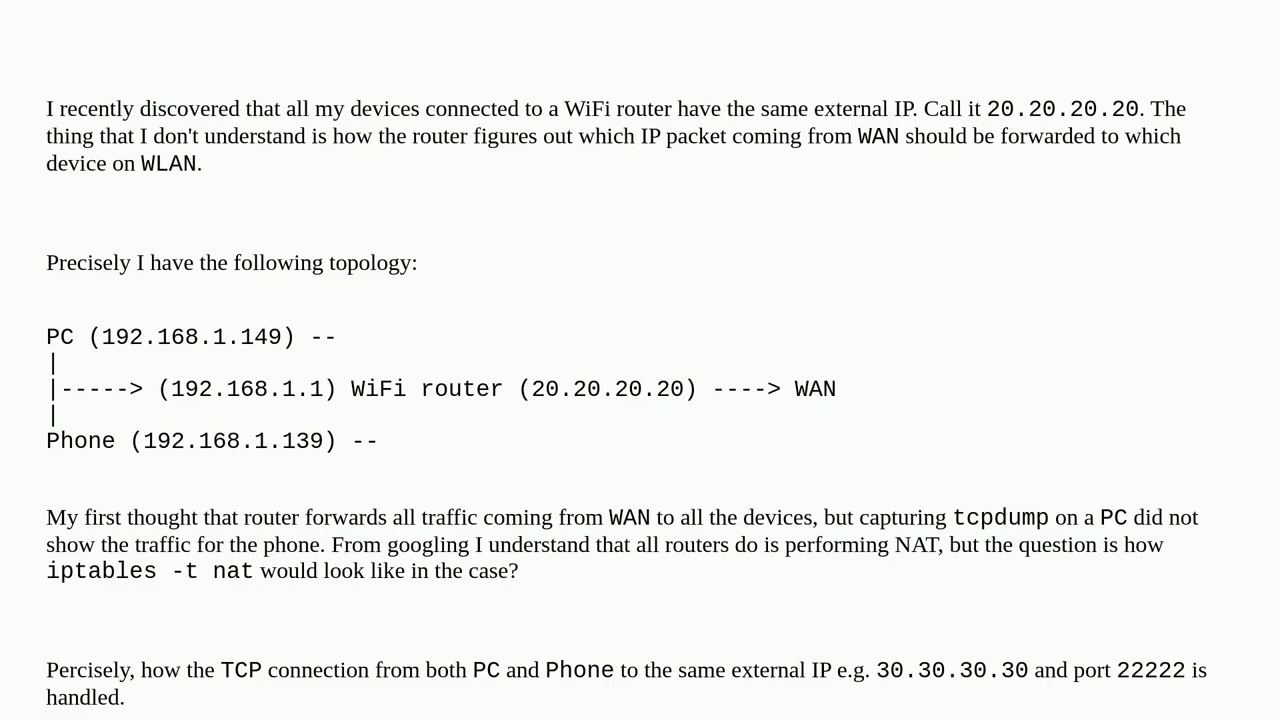 I recently discovered that all my devices connected to a WiFi router have the same external IP. Call it 20.20.20.20. The
thing that I don't understand is how the router figures out which IP packet coming from WAN should be forwarded to which
device on WLAN.
Precisely I have the following topology:
PC (192.168.1.149) --
|
|-----> (192.168.1.1) WiFi router (20.20.20.20) ----> WAN
|
Phone (192.168.1.139) --
My first thought that router forwards all traffic coming from WAN to all the devices, but capturing tcpdump on a PC did not
show the traffic for the phone. From googling I understand that all routers do is performing NAT, but the question is how
iptables -t nat would look like in the case?
Percisely, how the TCP connection from both PC and Phone to the same external IP e.g. 30.30.30.30 and port 22222 is
handled.